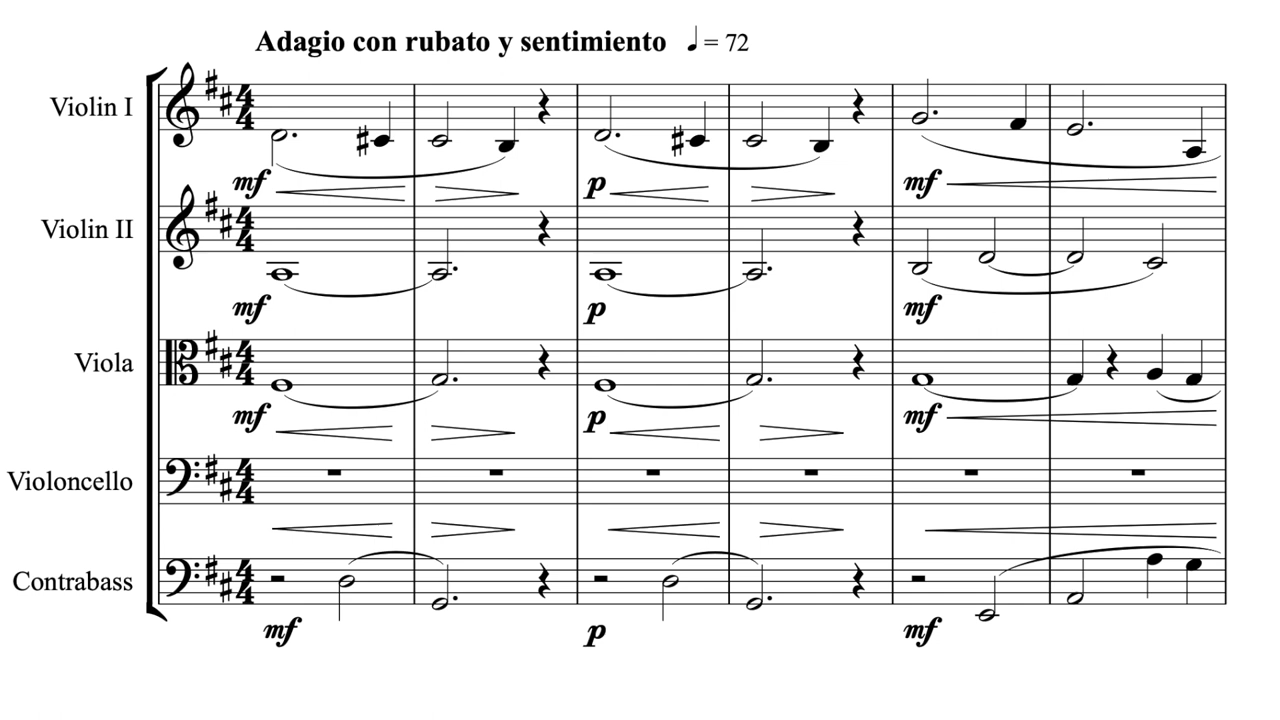 Adagio con rubato y sentimiento ♩ = 72
Violin I
mf p mf
Violin II
mf p mf
Viola
mf p mf
Violoncello
Contrabass
mf p mf